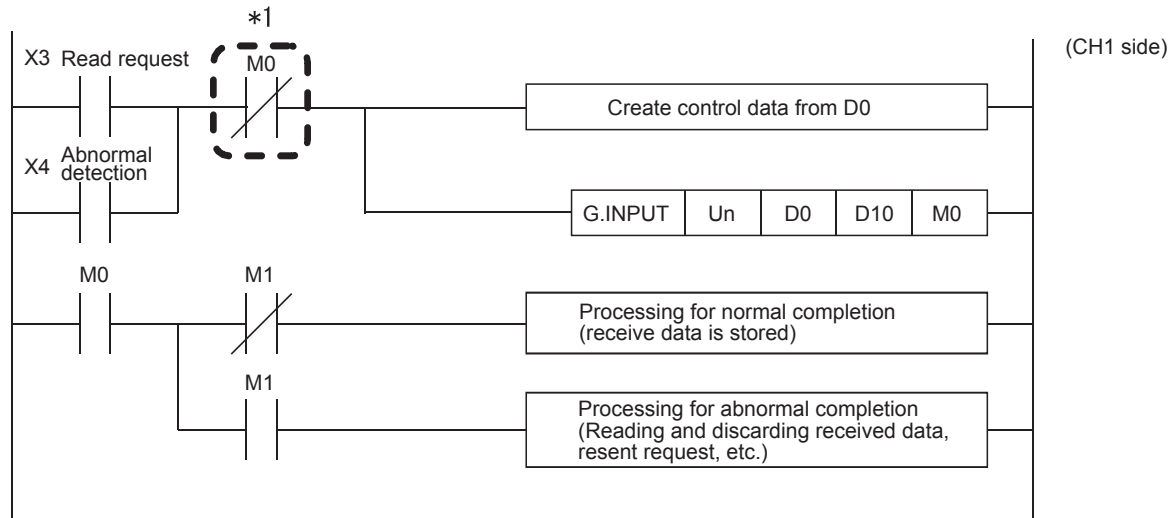 *1
(CH1 side)
X3 Read request
M0
Create control data from D0
X4 Abnormal
detection
G.INPUT Un D0 D10 M0
M0
M1
Processing for normal completion
(receive data is stored)
M1
Processing for abnormal completion
(Reading and discarding received data,
resent request, etc.)